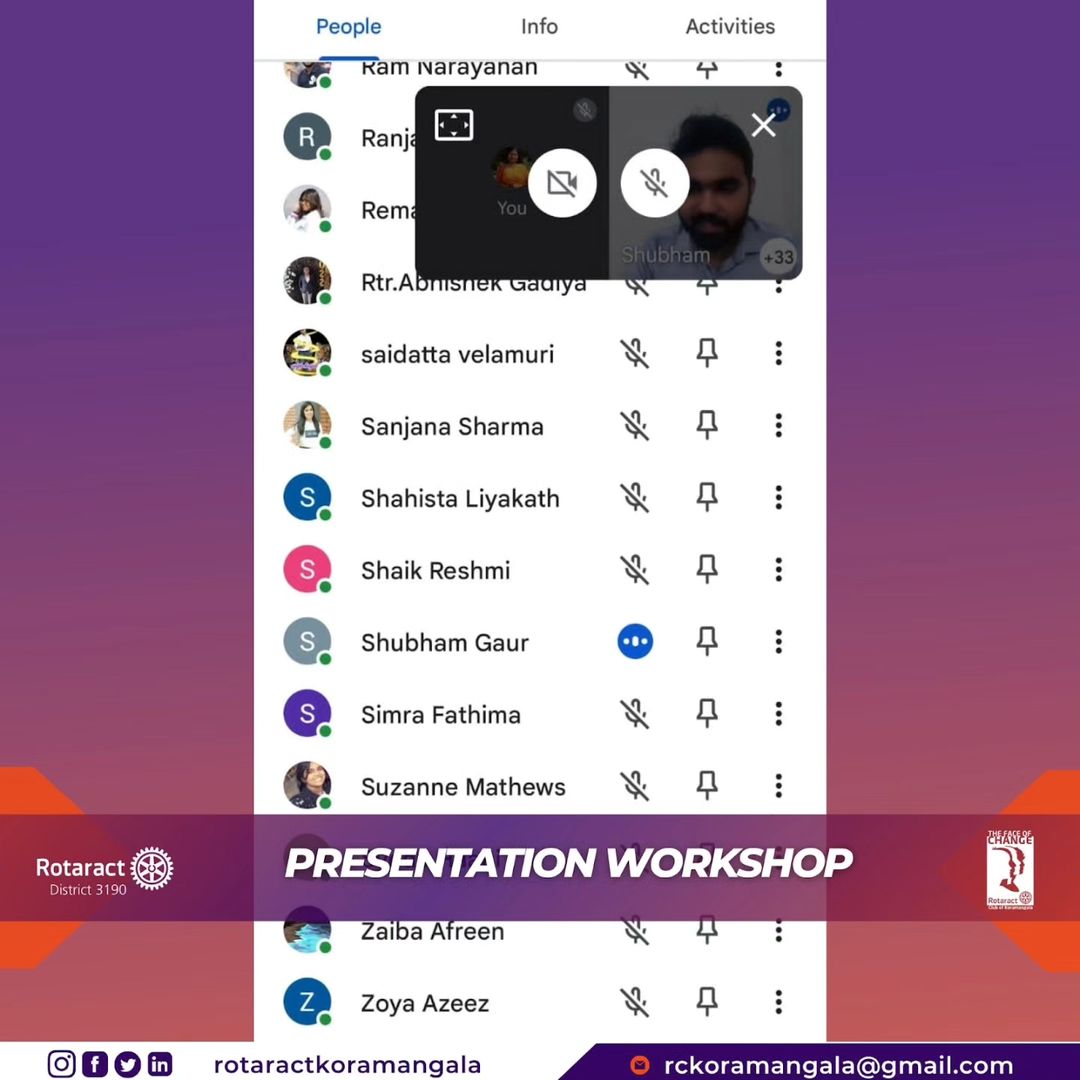 People Info Activities
Ram Narayanan
R Ranja
Rema
You
Shubham
+33
Rtr.Abhishek Gadiya
saidatta velamuri
Sanjana Sharma
S Shahista Liyakath
S Shaik Reshmi
S Shubham Gaur
S Simra Fathima
Suzanne Mathews
Rotaract
District 3190
PRESENTATION WORKSHOP
THE FACE OF
CHANGE
Rotaract
Club of Koramangala
Zaiba Afreen
Z Zoya Azeez
rotaractkoramangala
rckoramangala@gmail.com